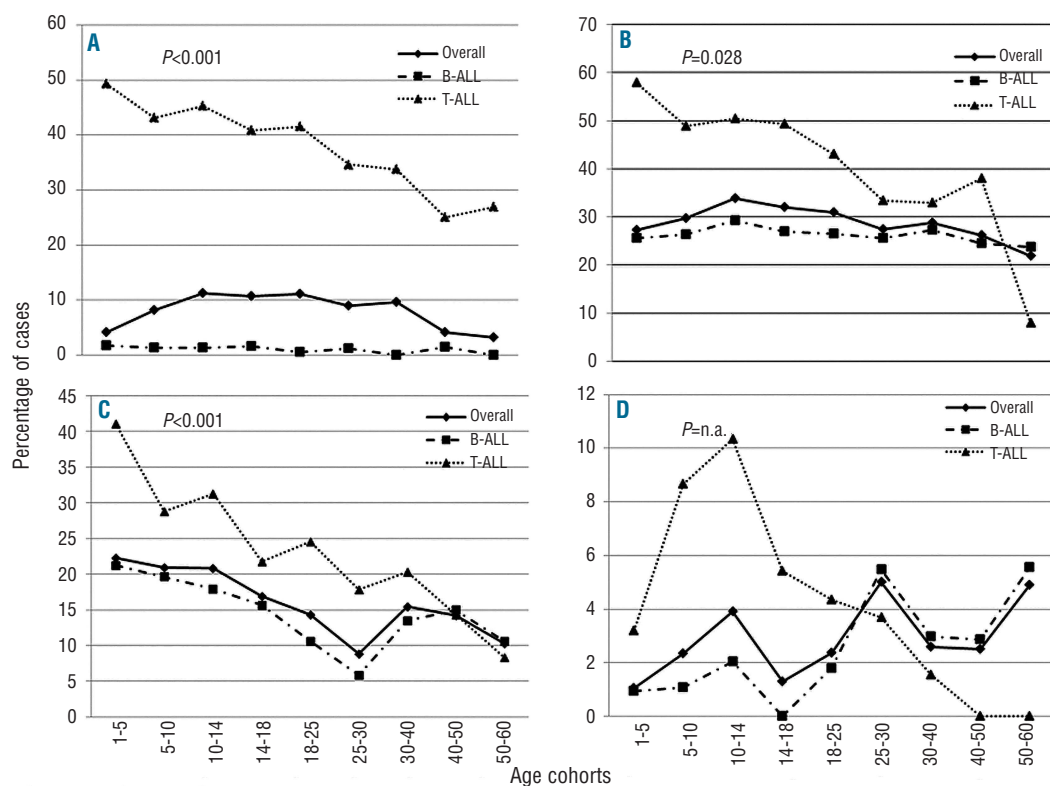 Percentage of cases
A
P<0.001
Overall
B-ALL
T-ALL
60
50
40
30
20
10
0
B
P=0.028
Overall
B-ALL
T-ALL
70
60
50
40
30
20
10
0
C
P<0.001
Overall
B-ALL
T-ALL
45
40
35
30
25
20
15
10
5
0
1-5
5-10
10-14
14-18
18-25
25-30
30-40
40-50
50-60
D
P=n.a.
Overall
B-ALL
T-ALL
12
10
8
6
4
2
0
1-5
5-10
10-14
14-18
18-25
25-30
30-40
40-50
50-60
Age cohorts